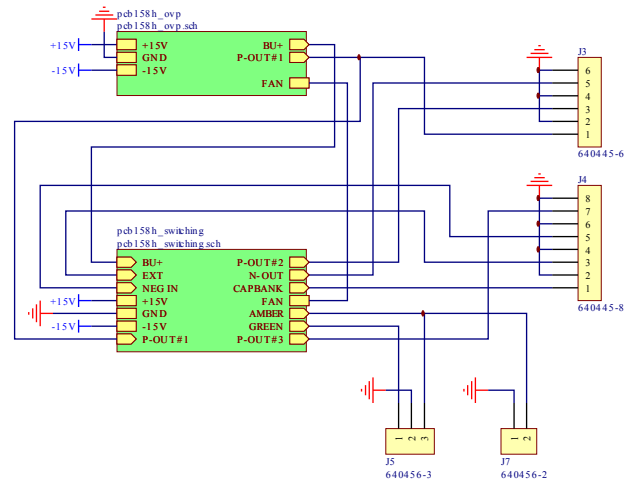 pcb158h_ovp
pcb158h_ovp.sch
+15V
+15V
GND
-15V
-15V
BU+
P-OUT#1
FAN
J3
6
5
4
3
2
1
640445-6
J4
8
7
6
5
4
3
2
1
640445-8
pcb158h_switching
pcb158h_switching.sch
BU+
EXT
NEG IN
+15V
+15V
GND
-15V
-15V
P-OUT#1
P-OUT#2
N-OUT
CAPBANK
FAN
AMBER
GREEN
P-OUT#3
1
2
3
J5
640456-3
1
2
J7
640456-2